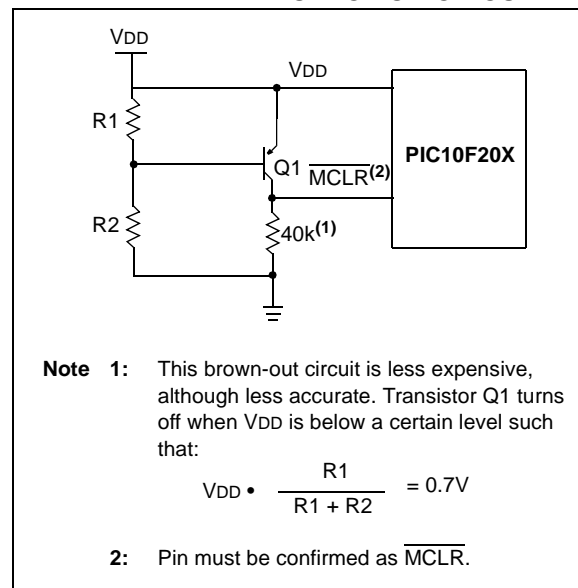 VDD
VDD
R1
Q1
MCLR(2)
PIC10F20X
R2
40k(1)
Note 1: This brown-out circuit is less expensive,
although less accurate. Transistor Q1 turns
off when VDD is below a certain level such
that:
VDD • R1 / R1 + R2 = 0.7V
2: Pin must be confirmed as MCLR.